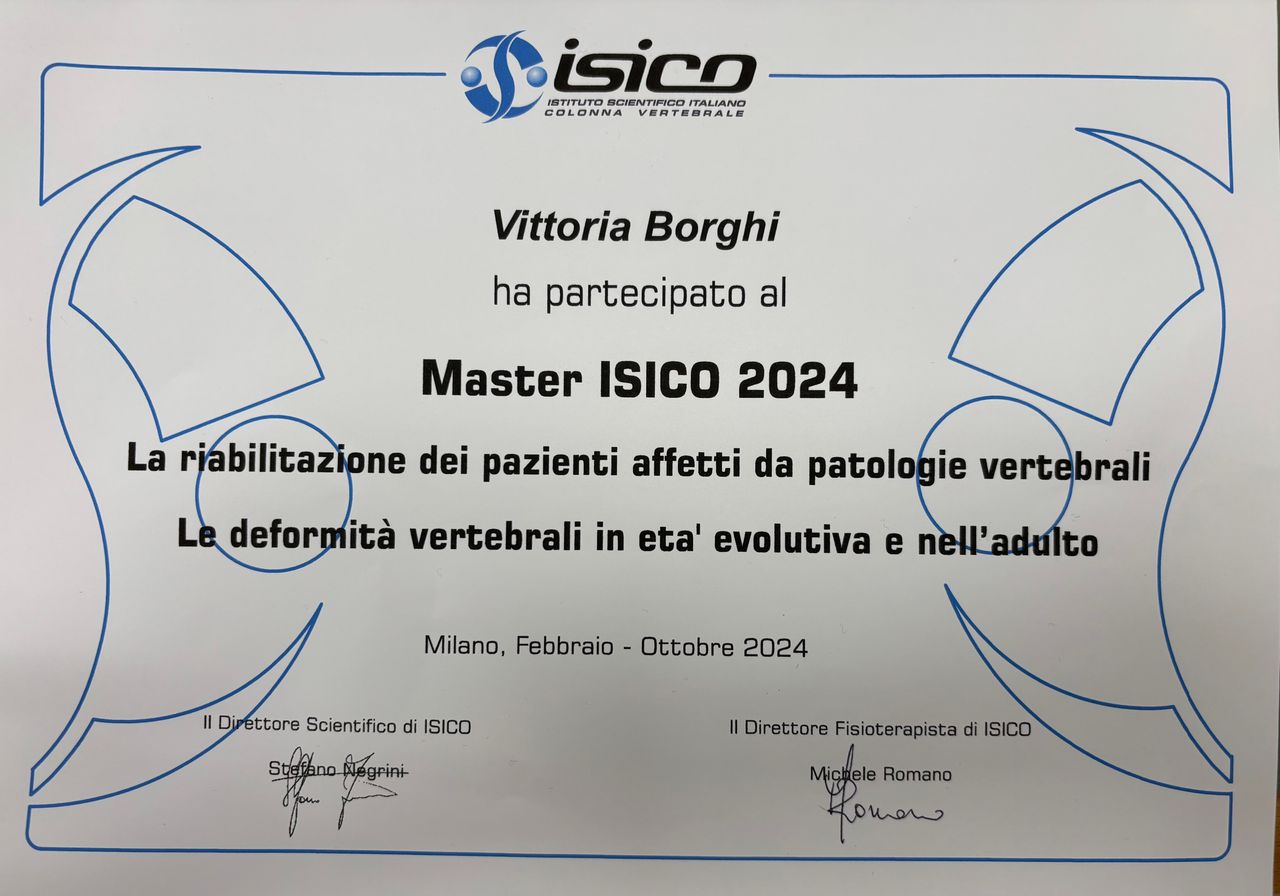 isico
ISTITUTO SCIENTIFICO ITALIANO
COLONNA VERTEBRALE
Vittoria Borghi
ha partecipato al
Master ISICO 2024
La riabilitazione dei pazienti affetti da patologie vertebrali
Le deformità vertebrali in eta' evolutiva e nell’adulto
Milano, Febbraio - Ottobre 2024
Il Direttore Scientifico di ISICO
Stefano Negrini
Il Direttore Fisioterapista di ISICO
Michele Romano
Romano